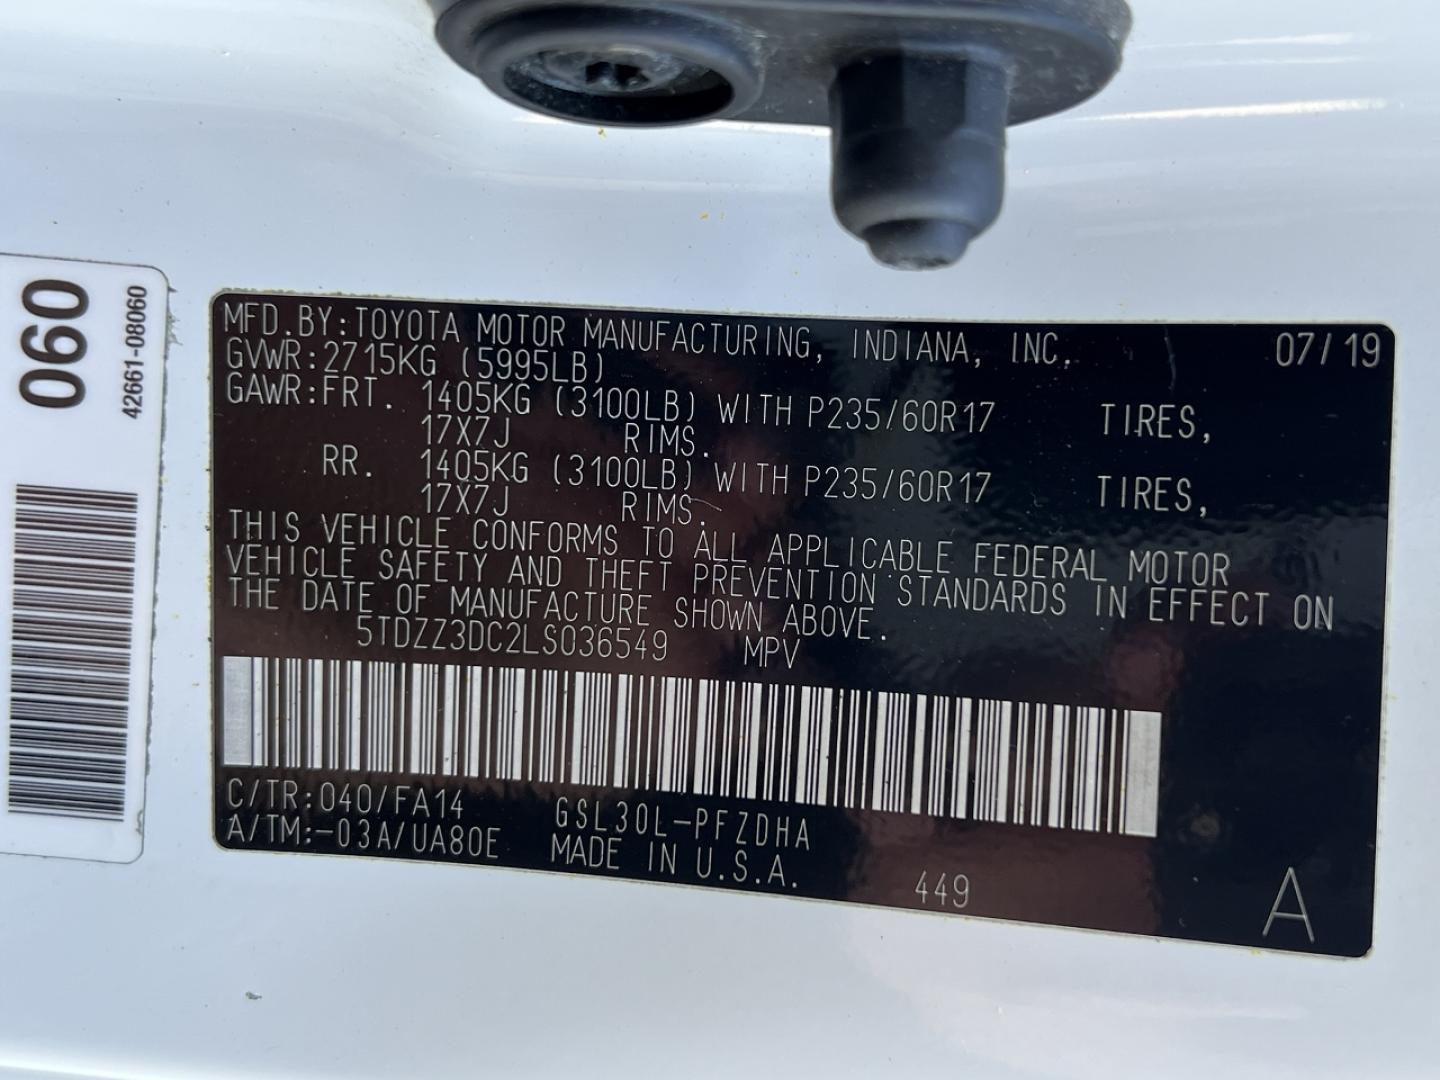 060
42661-08060
MFD.BY:TOYOTA MOTOR MANUFACTURING, INDIANA, INC. 07/19
GVWR:2715KG (5995LB)
GAWR:FRT. 1405KG (3100LB) WITH P235/60R17 TIRES,
17X7J RIMS.
RR. 1405KG (3100LB) WITH P235/60R17 TIRES,
17X7J RIMS.
THIS VEHICLE CONFORMS TO ALL APPLICABLE FEDERAL MOTOR
VEHICLE SAFETY AND THEFT PREVENTION STANDARDS IN EFFECT ON
THE DATE OF MANUFACTURE SHOWN ABOVE.
5TDZZ3DC2LS036549 MPV
C/TR:040/FA14 GSL30L-PFZDHA
A/TM:-03A/UA80E MADE IN U.S.A. 449 A